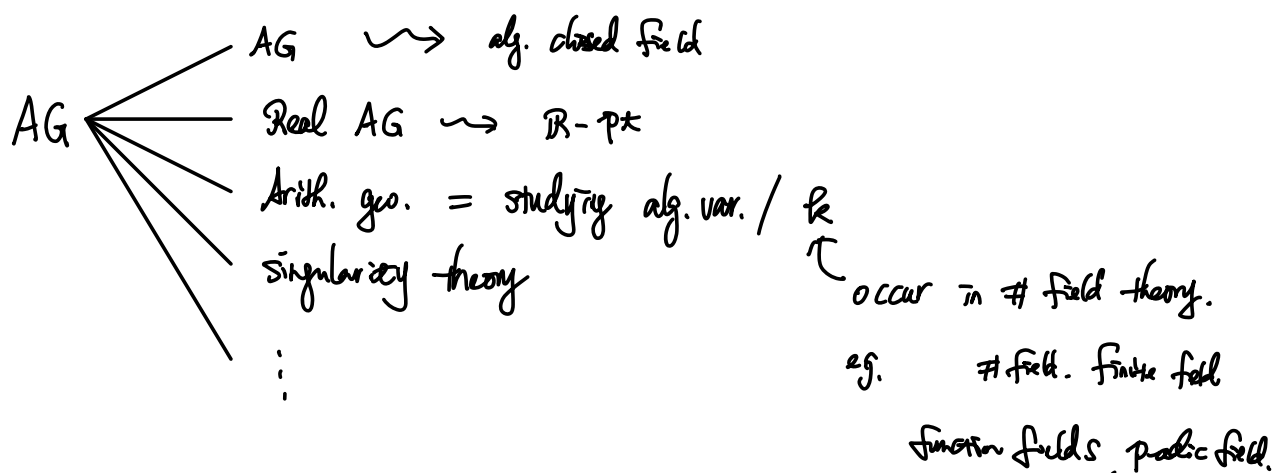 AG ⇝ alg. closed field
AG
Real AG ⇝ ℝ-pt
Arith. geo. = studying alg. var. / k
singularity theory
occur in # field theory.
⋮
eg. # field. finite field
function fields, p-adic field.